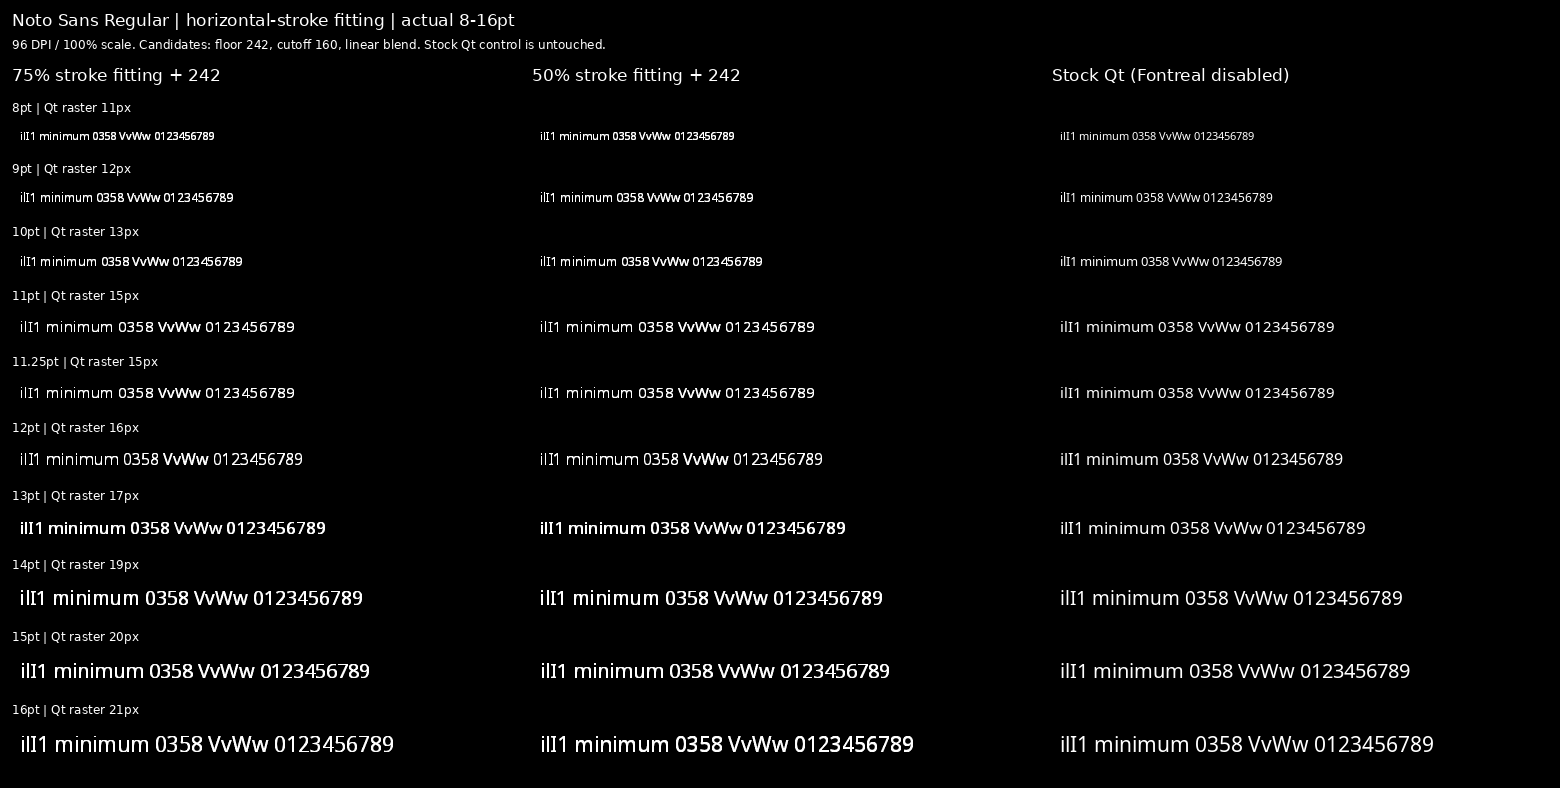 Noto Sans Regular | horizontal-stroke fitting | actual 8-16pt
96 DPI / 100% scale. Candidates: floor 242, cutoff 160, linear blend. Stock Qt control is untouched.
75% stroke fitting + 242 50% stroke fitting + 242 Stock Qt (Fontreal disabled)
8pt | Qt raster 11px
ilI1 minimum 0358 VvWw 0123456789 ilI1 minimum 0358 VvWw 0123456789 ilI1 minimum 0358 VvWw 0123456789
9pt | Qt raster 12px
ilI1 minimum 0358 VvWw 0123456789 ilI1 minimum 0358 VvWw 0123456789 ilI1 minimum 0358 VvWw 0123456789
10pt | Qt raster 13px
ilI1 minimum 0358 VvWw 0123456789 ilI1 minimum 0358 VvWw 0123456789 ilI1 minimum 0358 VvWw 0123456789
11pt | Qt raster 15px
ilI1 minimum 0358 VvWw 0123456789 ilI1 minimum 0358 VvWw 0123456789 ilI1 minimum 0358 VvWw 0123456789
11.25pt | Qt raster 15px
ilI1 minimum 0358 VvWw 0123456789 ilI1 minimum 0358 VvWw 0123456789 ilI1 minimum 0358 VvWw 0123456789
12pt | Qt raster 16px
ilI1 minimum 0358 VvWw 0123456789 ilI1 minimum 0358 VvWw 0123456789 ilI1 minimum 0358 VvWw 0123456789
13pt | Qt raster 17px
ilI1 minimum 0358 VvWw 0123456789 ilI1 minimum 0358 VvWw 0123456789 ilI1 minimum 0358 VvWw 0123456789
14pt | Qt raster 19px
ilI1 minimum 0358 VvWw 0123456789 ilI1 minimum 0358 VvWw 0123456789 ilI1 minimum 0358 VvWw 0123456789
15pt | Qt raster 20px
ilI1 minimum 0358 VvWw 0123456789 ilI1 minimum 0358 VvWw 0123456789 ilI1 minimum 0358 VvWw 0123456789
16pt | Qt raster 21px
ilI1 minimum 0358 VvWw 0123456789 ilI1 minimum 0358 VvWw 0123456789 ilI1 minimum 0358 VvWw 0123456789